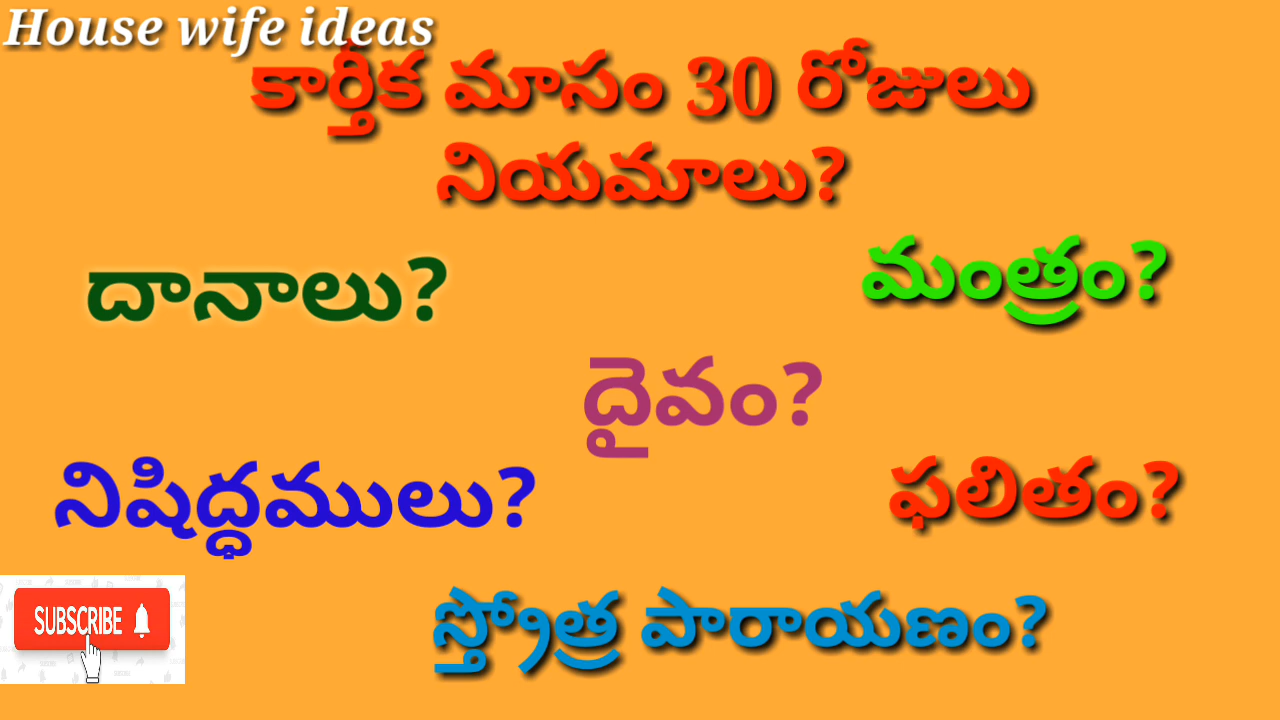 House wife ideas
కార్తీక మాసం 30 రోజులు
నియమాలు?
దానాలు?
మంత్రం?
దైవం?
నిషిద్ధములు?
ఫలితం?
SUBSCRIBE
స్త్రోత్ర పారాయణం?